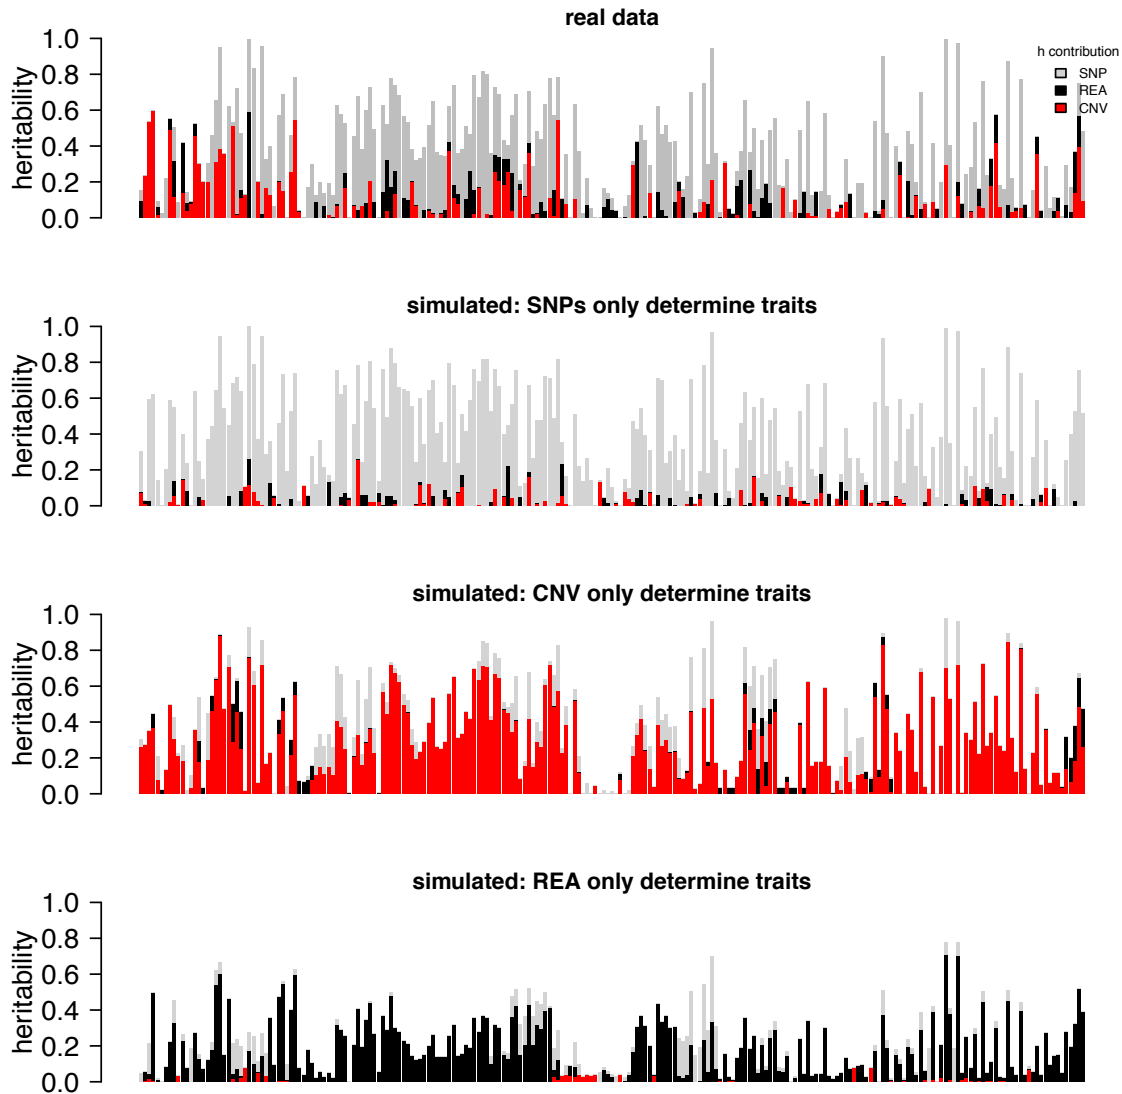 real data
heritability
1.0
0.8
0.6
0.4
0.2
0.0
h contribution
SNP
REA
CNV
simulated: SNPs only determine traits
heritability
1.0
0.8
0.6
0.4
0.2
0.0
simulated: CNV only determine traits
heritability
1.0
0.8
0.6
0.4
0.2
0.0
simulated: REA only determine traits
heritability
1.0
0.8
0.6
0.4
0.2
0.0